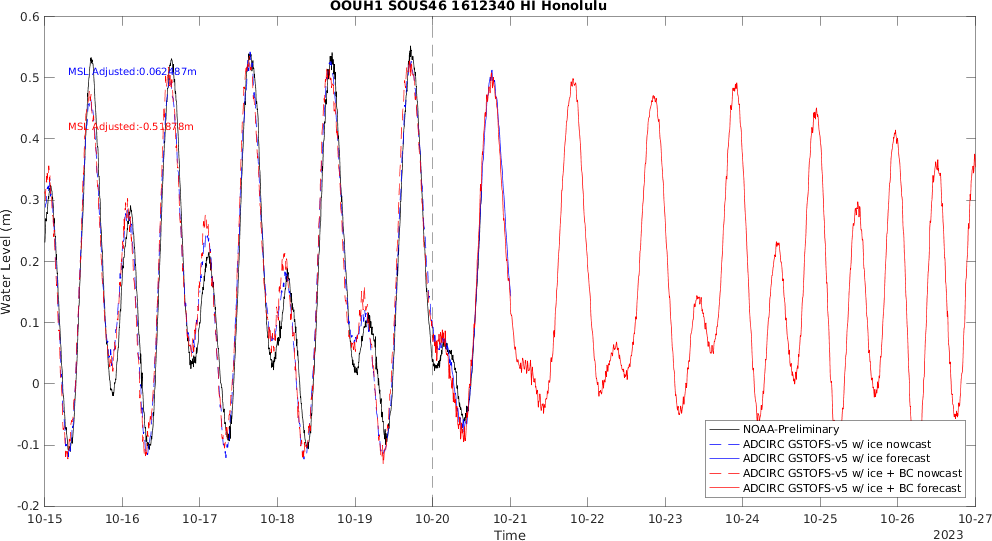 OOUH1 SOUS46 1612340 HI Honolulu
0.6
0.5
0.4
0.3
0.2
0.1
0
-0.1
-0.2
Water Level (m)
MSL Adjusted:0.062487m
MSL Adjusted:-0.51878m
NOAA-Preliminary
ADCIRC GSTOFS-v5 w/ ice nowcast
ADCIRC GSTOFS-v5 w/ ice forecast
ADCIRC GSTOFS-v5 w/ ice + BC nowcast
ADCIRC GSTOFS-v5 w/ ice + BC forecast
10-15 10-16 10-17 10-18 10-19 10-20 10-21 10-22 10-23 10-24 10-25 10-26 10-27
Time
2023